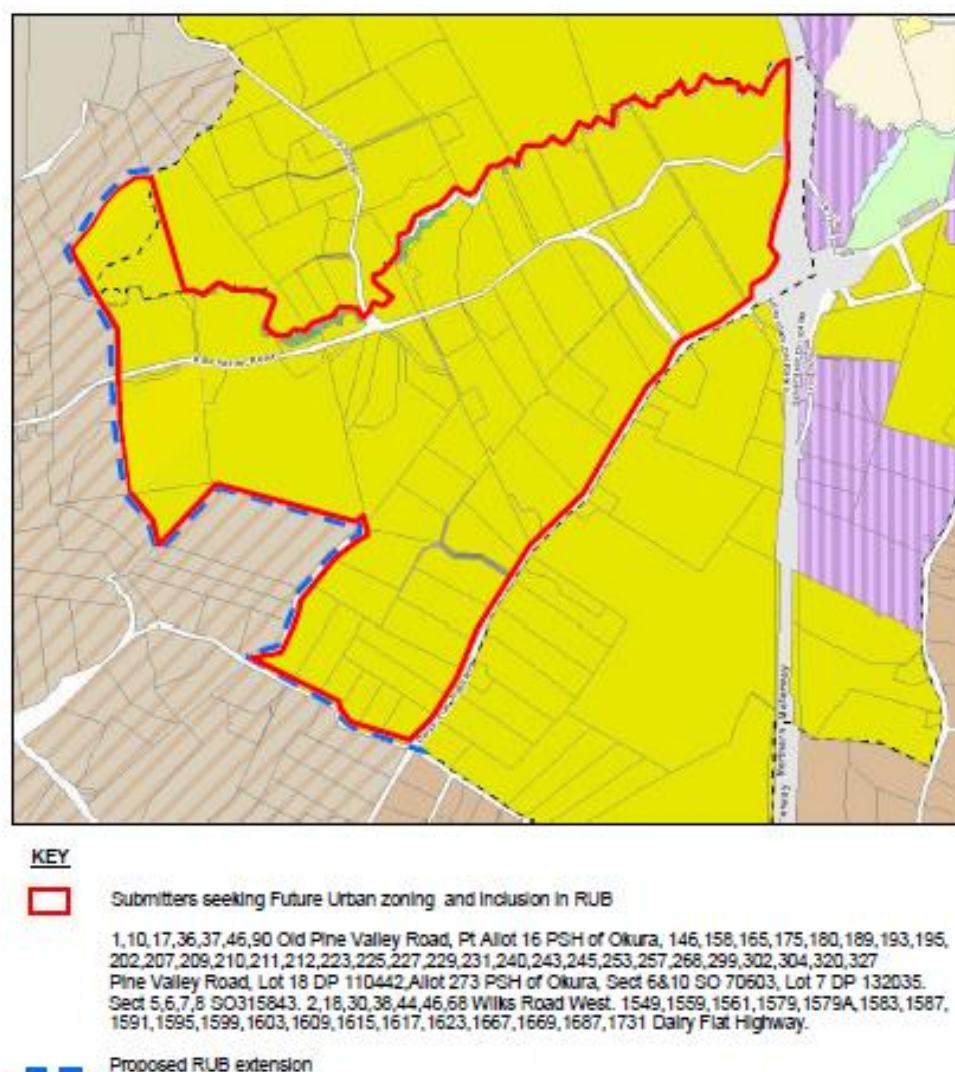 KEY
Submitters seeking Future Urban zoning and inclusion in RUB
1,10,17,36,37,46,90 Old Pine Valley Road, Pt Allot 16 PSH of Okura, 146,158,165,175,180,189,193,195,
202,207,209,210,211,212,223,225,227,229,231,240,243,245,253,257,268,299,302,304,320,327
Pine Valley Road, Lot 18 DP 110442,Allot 273 PSH of Okura, Sect 6&10 SO 70603, Lot 7 DP 132035.
Sect 5,6,7,8 SO315843. 2,18,30,38,44,46,68 Wilks Road West. 1549,1559,1561,1579,1579A,1583,1587,
1591,1595,1599,1603,1609,1615,1617,1623,1667,1669,1687,1731 Dairy Flat Highway.
Proposed RUB extension